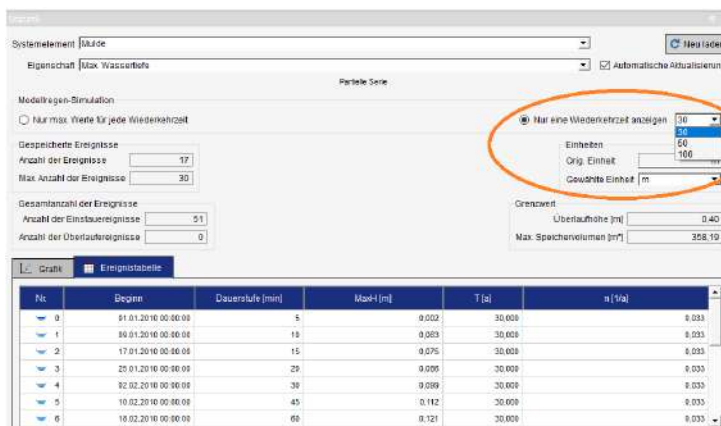 Systemelement Mulde Neu laden
Eigenschaft Max. Wassertiefe Automatische Aktualisierun
Partielle Serie
Modellregen-Simulation
Nur max. Werte für jede Wiederkehrzeit Nur eine Wiederkehrzeit anzeigen 30
30
50
100
Gespeicherte Ereignisse Einheiten
Anzahl der Ereignisse 17 Orig. Einheit m
Max. Anzahl der Ereignisse 30 Gewählte Einheit m
Gesamtanzahl der Ereignisse Grenzwert
Anzahl der Einstauereignisse 51 Überlaufhöhe [m] 0,40
Anzahl der Überlaufereignisse 0 Max. Speichervolumen [m³] 358,19
Grafik Ereignistabelle
Nr. Beginn Dauerstufe [min] MaxH [m] T [a] n [1/a]
0 01.01.2010 00:00:00 5 0,002 30,000 0,033
1 09.01.2010 00:00:00 10 0,063 30,000 0,033
2 17.01.2010 00:00:00 15 0,075 30,000 0,033
3 25.01.2010 00:00:00 20 30,000 0,033
4 02.02.2010 00:00:00 30 0,099 30,000 0,033
5 10.02.2010 00:00:00 45 0,112 30,000 0,033
6 18.02.2010 00:00:00 60 0,121 30,000 0,033